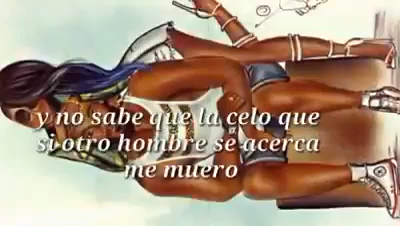 y no sabe que la celo que
si otro hombre se acerca
me muero